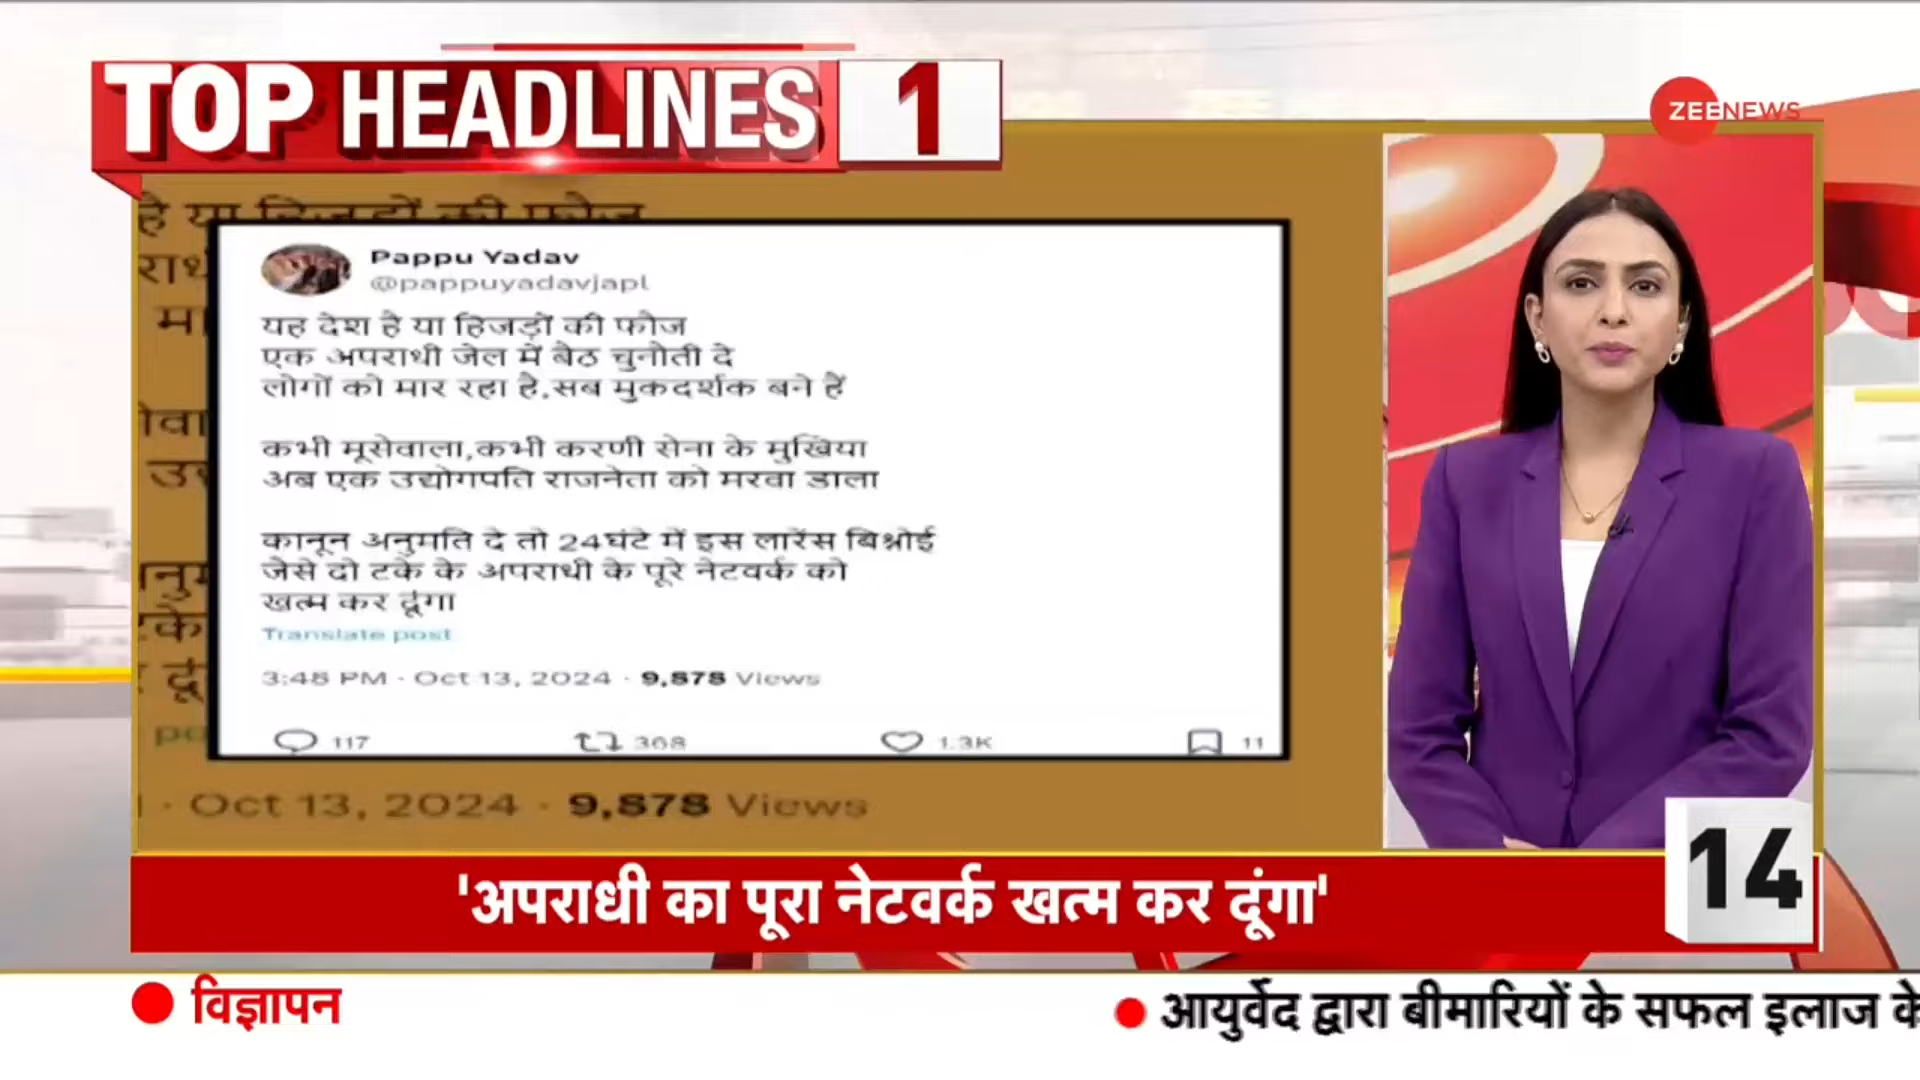 TOP HEADLINES 1
ZEE NEWS
Pappu Yadav
@pappuyadavjapl
यह देश है या हिजड़ों की फोज
एक अपराधी जेल में बैठ चुनौती दे
लोगों को मार रहा है.सब मुकदर्शक बने हैं
कभी मूसेवाला,कभी करणी सेना के मुखिया
अब एक उद्योगपति राजनेता को मरवा डाला
कानून अनुमति दे तो 24घंटे में इस लारेंस बिश्नोई
जैसे दो टके के अपराधी के पूरे नेटवर्क को
खत्म कर दूंगा
Translate post
3:48 PM · Oct 13, 2024 · 9,878 Views
117 368 1.3K 11
· Oct 13, 2024 · 9,878 Views
'अपराधी का पूरा नेटवर्क खत्म कर दूंगा'
14
विज्ञापन
आयुर्वेद द्वारा बीमारियों के सफल इलाज के